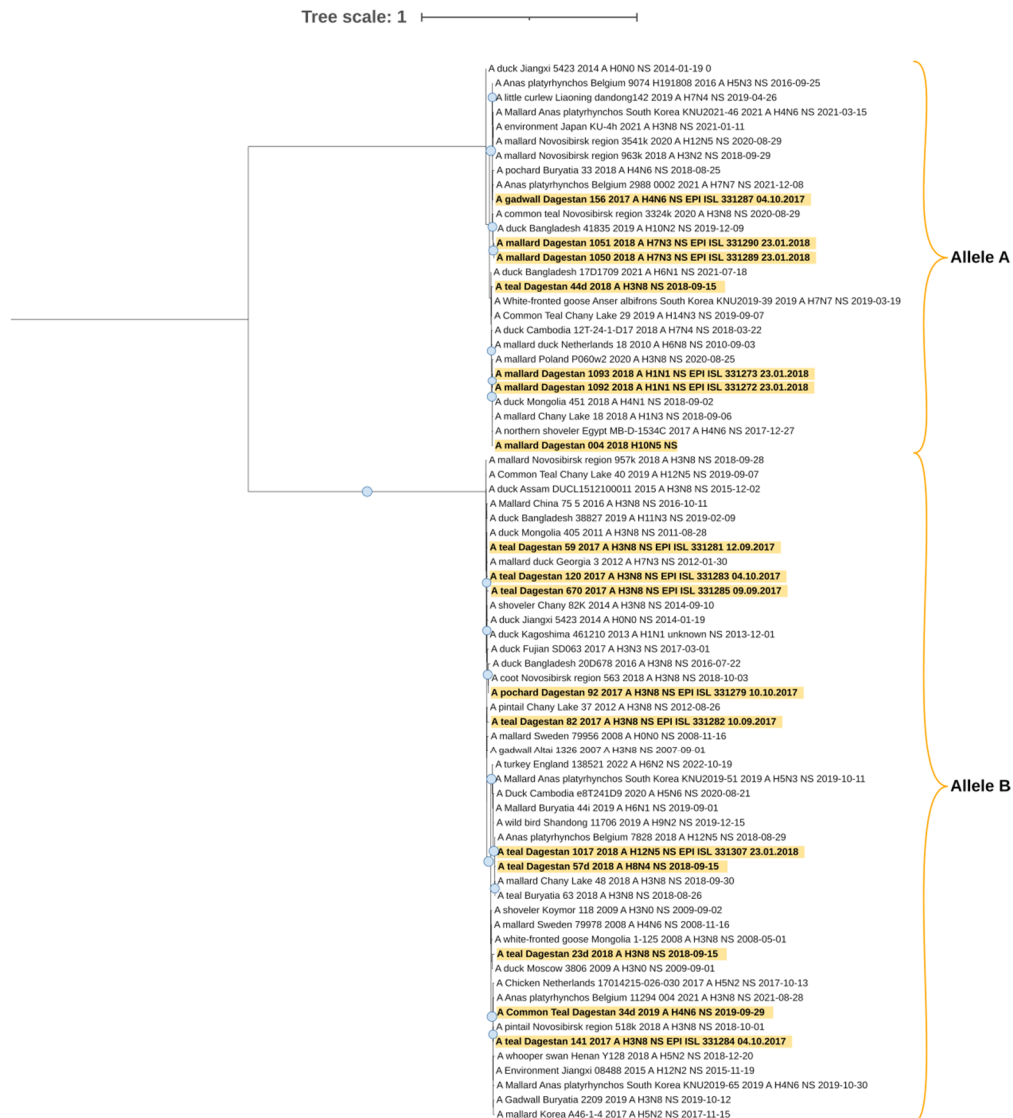 Tree scale: 1
A duck Jiangxi 5423 2014 A H0N0 NS 2014-01-19 0
A Anas platyrhynchos Belgium 9074 H191808 2016 A H5N3 NS 2016-09-25
A little curlew Liaoning dandong142 2019 A H7N4 NS 2019-04-26
A Mallard Anas platyrhynchos South Korea KNU2021-46 2021 A H4N6 NS 2021-03-15
A environment Japan KU-4h 2021 A H3N8 NS 2021-01-11
A mallard Novosibirsk region 3541k 2020 A H12N5 NS 2020-08-29
A mallard Novosibirsk region 963k 2018 A H3N2 NS 2018-09-29
A pochard Buryatia 33 2018 A H4N6 NS 2018-08-25
A Anas platyrhynchos Belgium 2988 0002 2021 A H7N7 NS 2021-12-08
A gadwall Dagestan 156 2017 A H4N6 NS EPI ISL 331287 04.10.2017
A common teal Novosibirsk region 3324k 2020 A H3N8 NS 2020-08-29
A duck Bangladesh 41835 2019 A H10N2 NS 2019-12-09
A mallard Dagestan 1051 2018 A H7N3 NS EPI ISL 331290 23.01.2018
A mallard Dagestan 1050 2018 A H7N3 NS EPI ISL 331289 23.01.2018
Allele A
A duck Bangladesh 17D1709 2021 A H6N1 NS 2021-07-18
A teal Dagestan 44d 2018 A H3N8 NS 2018-09-15
A White-fronted goose Anser albifrons South Korea KNU2019-39 2019 A H7N7 NS 2019-03-19
A Common Teal Chany Lake 29 2019 A H14N3 NS 2019-09-07
A duck Cambodia 12T-24-1-D17 2018 A H7N4 NS 2018-03-22
A mallard duck Netherlands 18 2010 A H6N8 NS 2010-09-03
A mallard Poland P060w2 2020 A H3N8 NS 2020-08-25
A mallard Dagestan 1093 2018 A H1N1 NS EPI ISL 331273 23.01.2018
A mallard Dagestan 1092 2018 A H1N1 NS EPI ISL 331272 23.01.2018
A duck Mongolia 451 2018 A H4N1 NS 2018-09-02
A mallard Chany Lake 18 2018 A H1N3 NS 2018-09-06
A northern shoveler Egypt MB-D-1534C 2017 A H4N6 NS 2017-12-27
A mallard Dagestan 004 2018 H10N5 NS
A mallard Novosibirsk region 957k 2018 A H3N8 NS 2018-09-28
A Common Teal Chany Lake 40 2019 A H12N5 NS 2019-09-07
A duck Assam DUCL1512100011 2015 A H3N8 NS 2015-12-02
A Mallard China 75 5 2016 A H3N8 NS 2016-10-11
A duck Bangladesh 38827 2019 A H11N3 NS 2019-02-09
A duck Mongolia 405 2011 A H3N8 NS 2011-08-28
A teal Dagestan 59 2017 A H3N8 NS EPI ISL 331281 12.09.2017
A mallard duck Georgia 3 2012 A H7N3 NS 2012-01-30
A teal Dagestan 120 2017 A H3N8 NS EPI ISL 331283 04.10.2017
A teal Dagestan 670 2017 A H3N8 NS EPI ISL 331285 09.09.2017
A shoveler Chany 82K 2014 A H3N8 NS 2014-09-10
A duck Jiangxi 5423 2014 A H0N0 NS 2014-01-19
A duck Kagoshima 461210 2013 A H1N1 unknown NS 2013-12-01
A duck Fujian SD063 2017 A H3N3 NS 2017-03-01
A duck Bangladesh 20D678 2016 A H3N8 NS 2016-07-22
A coot Novosibirsk region 563 2018 A H3N8 NS 2018-10-03
A pochard Dagestan 92 2017 A H3N8 NS EPI ISL 331279 10.10.2017
A pintail Chany Lake 37 2012 A H3N8 NS 2012-08-26
A teal Dagestan 82 2017 A H3N8 NS EPI ISL 331282 10.09.2017
A mallard Sweden 79956 2008 A H0N0 NS 2008-11-16
A gadwall Altai 1326 2007 A H3N8 NS 2007-09-01
A turkey England 138521 2022 A H6N2 NS 2022-10-19
A Mallard Anas platyrhynchos South Korea KNU2019-51 2019 A H5N3 NS 2019-10-11
Allele B
A Duck Cambodia e8T241D9 2020 A H5N6 NS 2020-08-21
A Mallard Buryatia 44i 2019 A H6N1 NS 2019-09-01
A wild bird Shandong 11706 2019 A H9N2 NS 2019-12-15
A Anas platyrhynchos Belgium 7828 2018 A H12N5 NS 2018-08-29
A teal Dagestan 1017 2018 A H12N5 NS EPI ISL 331307 23.01.2018
A teal Dagestan 57d 2018 A H8N4 NS 2018-09-15
A mallard Chany Lake 48 2018 A H3N8 NS 2018-09-30
A teal Buryatia 63 2018 A H3N8 NS 2018-08-26
A shoveler Koymor 118 2009 A H3N0 NS 2009-09-02
A mallard Sweden 79978 2008 A H4N6 NS 2008-11-16
A white-fronted goose Mongolia 1-125 2008 A H3N8 NS 2008-05-01
A teal Dagestan 23d 2018 A H3N8 NS 2018-09-15
A duck Moscow 3806 2009 A H3N0 NS 2009-09-01
A Chicken Netherlands 17014215-026-030 2017 A H5N2 NS 2017-10-13
A Anas platyrhynchos Belgium 11294 004 2021 A H3N8 NS 2021-08-28
A Common Teal Dagestan 34d 2019 A H4N6 NS 2019-09-29
A pintail Novosibirsk region 518k 2018 A H3N8 NS 2018-10-01
A teal Dagestan 141 2017 A H3N8 NS EPI ISL 331284 04.10.2017
A whooper swan Henan Y128 2018 A H5N2 NS 2018-12-20
A Environment Jiangxi 08488 2015 A H12N2 NS 2015-11-19
A Mallard Anas platyrhynchos South Korea KNU2019-65 2019 A H4N6 NS 2019-10-30
A Gadwall Buryatia 2209 2019 A H3N8 NS 2019-10-12
A mallard Korea A46-1-4 2017 A H5N2 NS 2017-11-15